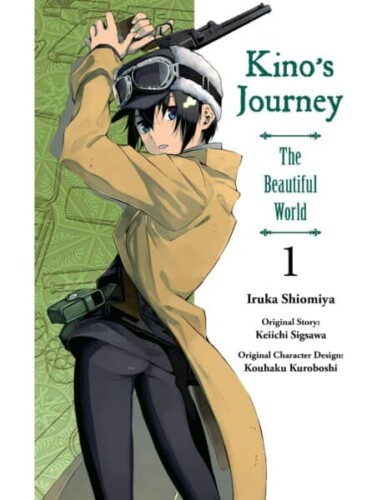 Kino's
Journey
The
Beautiful
World
1
Iruka Shiomiya
Original Story:
Keiichi Sigsawa
Original Character Design:
Kouhaku Kuroboshi